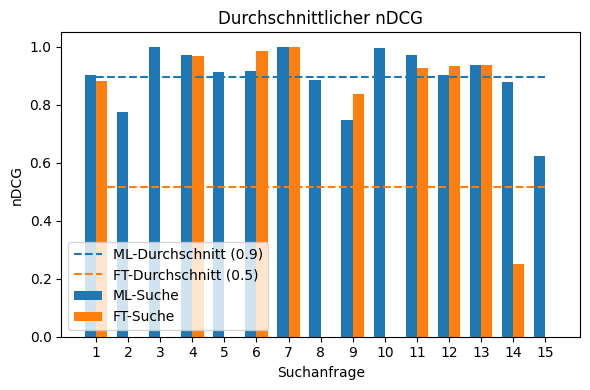 Durchschnittlicher nDCG
nDCG
1.0
0.8
0.6
0.4
0.2
0.0
ML-Durchschnitt (0.9)
FT-Durchschnitt (0.5)
ML-Suche
FT-Suche
1 2 3 4 5 6 7 8 9 10 11 12 13 14 15
Suchanfrage